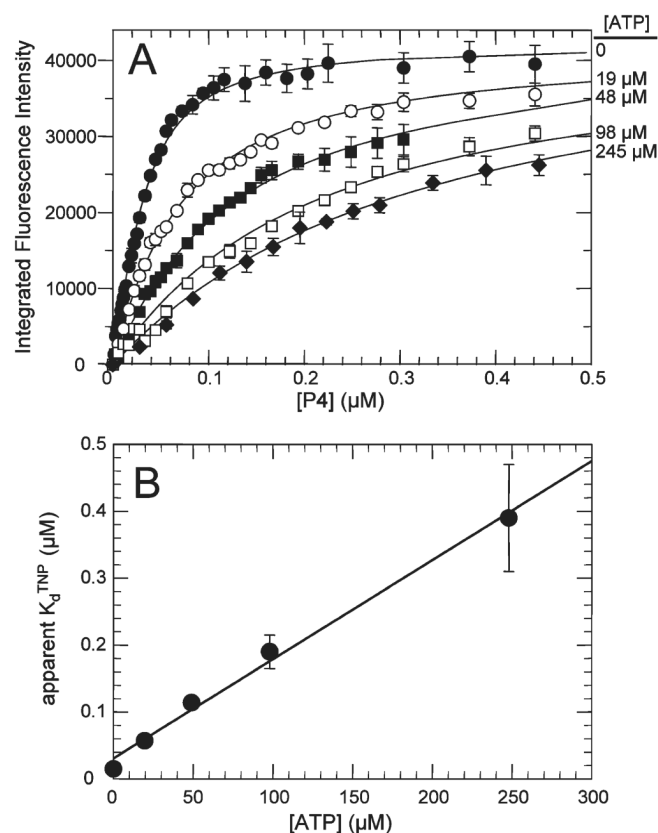 [ATP]
A
0
19 μM
48 μM
98 μM
245 μM
40000
30000
20000
10000
0
Integrated Fluorescence Intensity
0 0.1 0.2 0.3 0.4 0.5
[P4] (μM)
B
0.5
0.4
0.3
0.2
0.1
0
apparent KdTNP (μM)
0 50 100 150 200 250 300
[ATP] (μM)